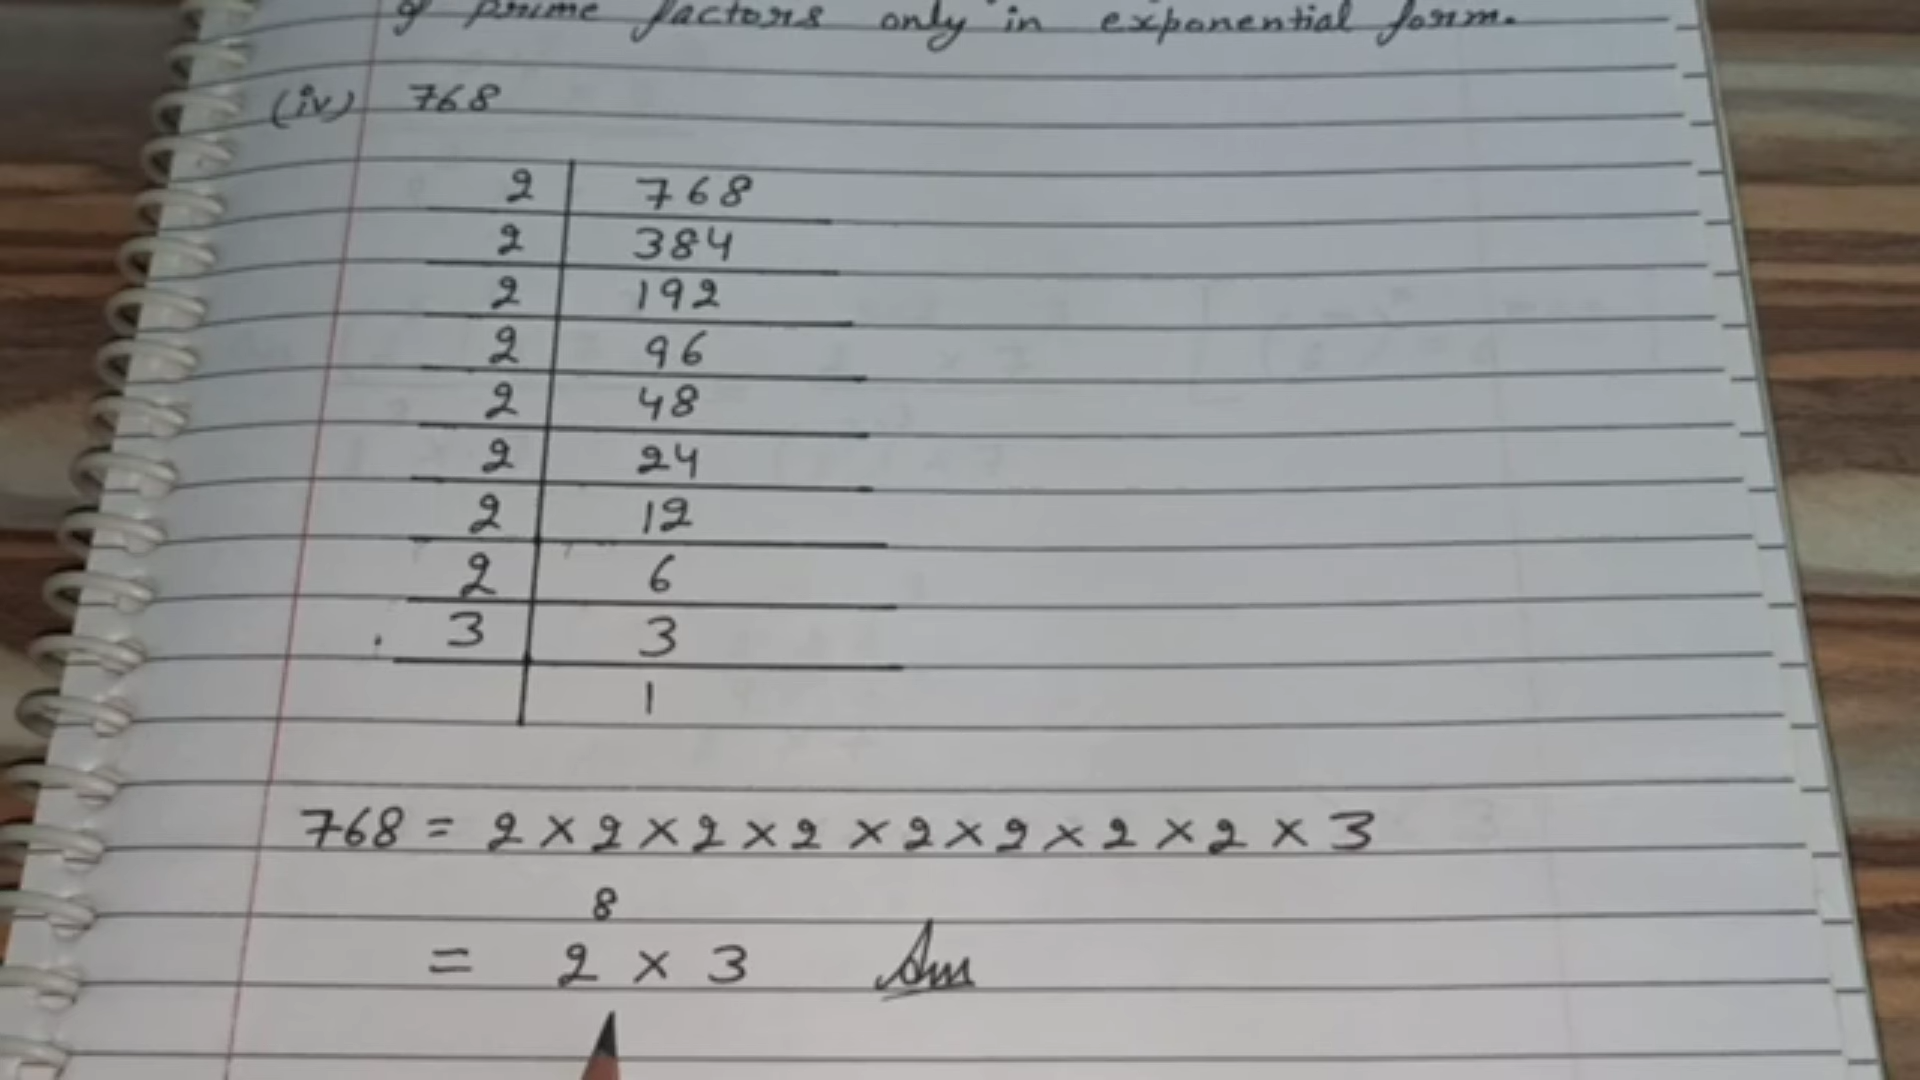 of prime factors only in exponential form.
(iv) 768
2 | 768
2 | 384
2 | 192
2 | 96
2 | 48
2 | 24
2 | 12
2 | 6
3 | 3
| 1
768 = 2 × 2 × 2 × 2 × 2 × 2 × 2 × 2 × 3
= 2⁸ × 3 Ans